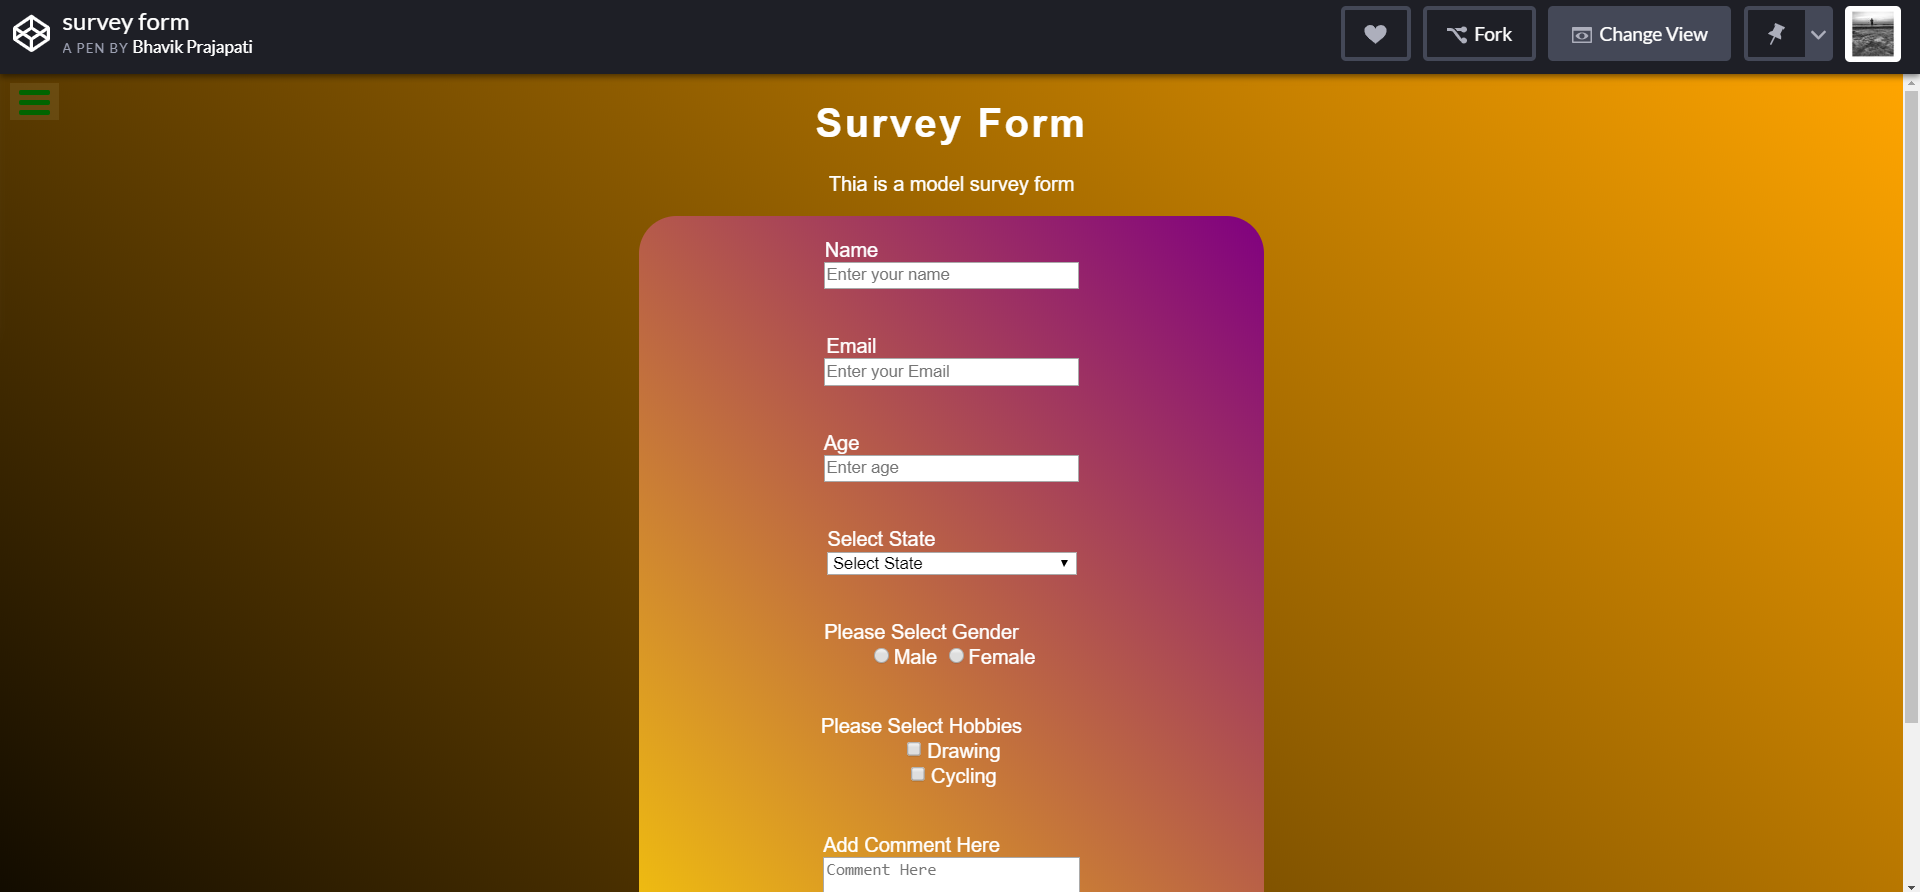 survey form
A PEN BY Bhavik Prajapati
Fork
Change View
Survey Form
Thia is a model survey form
Name
Enter your name
Email
Enter your Email
Age
Enter age
Select State
Select State
Please Select Gender
Male Female
Please Select Hobbies
Drawing
Cycling
Add Comment Here
Comment Here